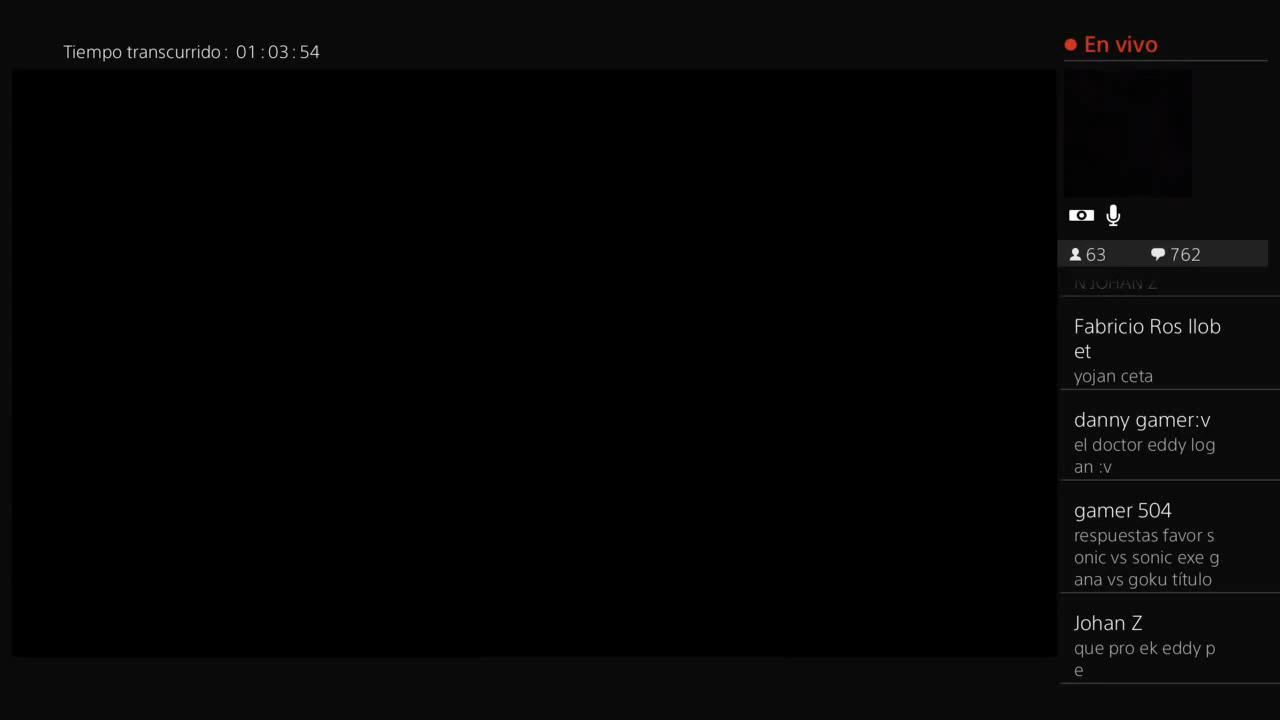 Tiempo transcurrido: 01:03:54
En vivo
63 762
N JOHAN Z
Fabricio Ros llob
et
yojan ceta
danny gamer:v
el doctor eddy log
an :v
gamer 504
respuestas favor s
onic vs sonic exe g
ana vs goku título
Johan Z
que pro ek eddy p
e